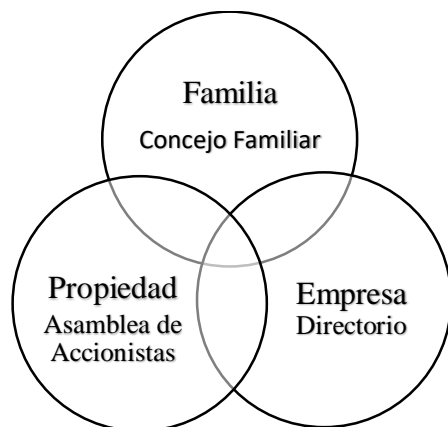 Familia
Concejo Familiar
Propiedad
Asamblea de
Accionistas
Empresa
Directorio